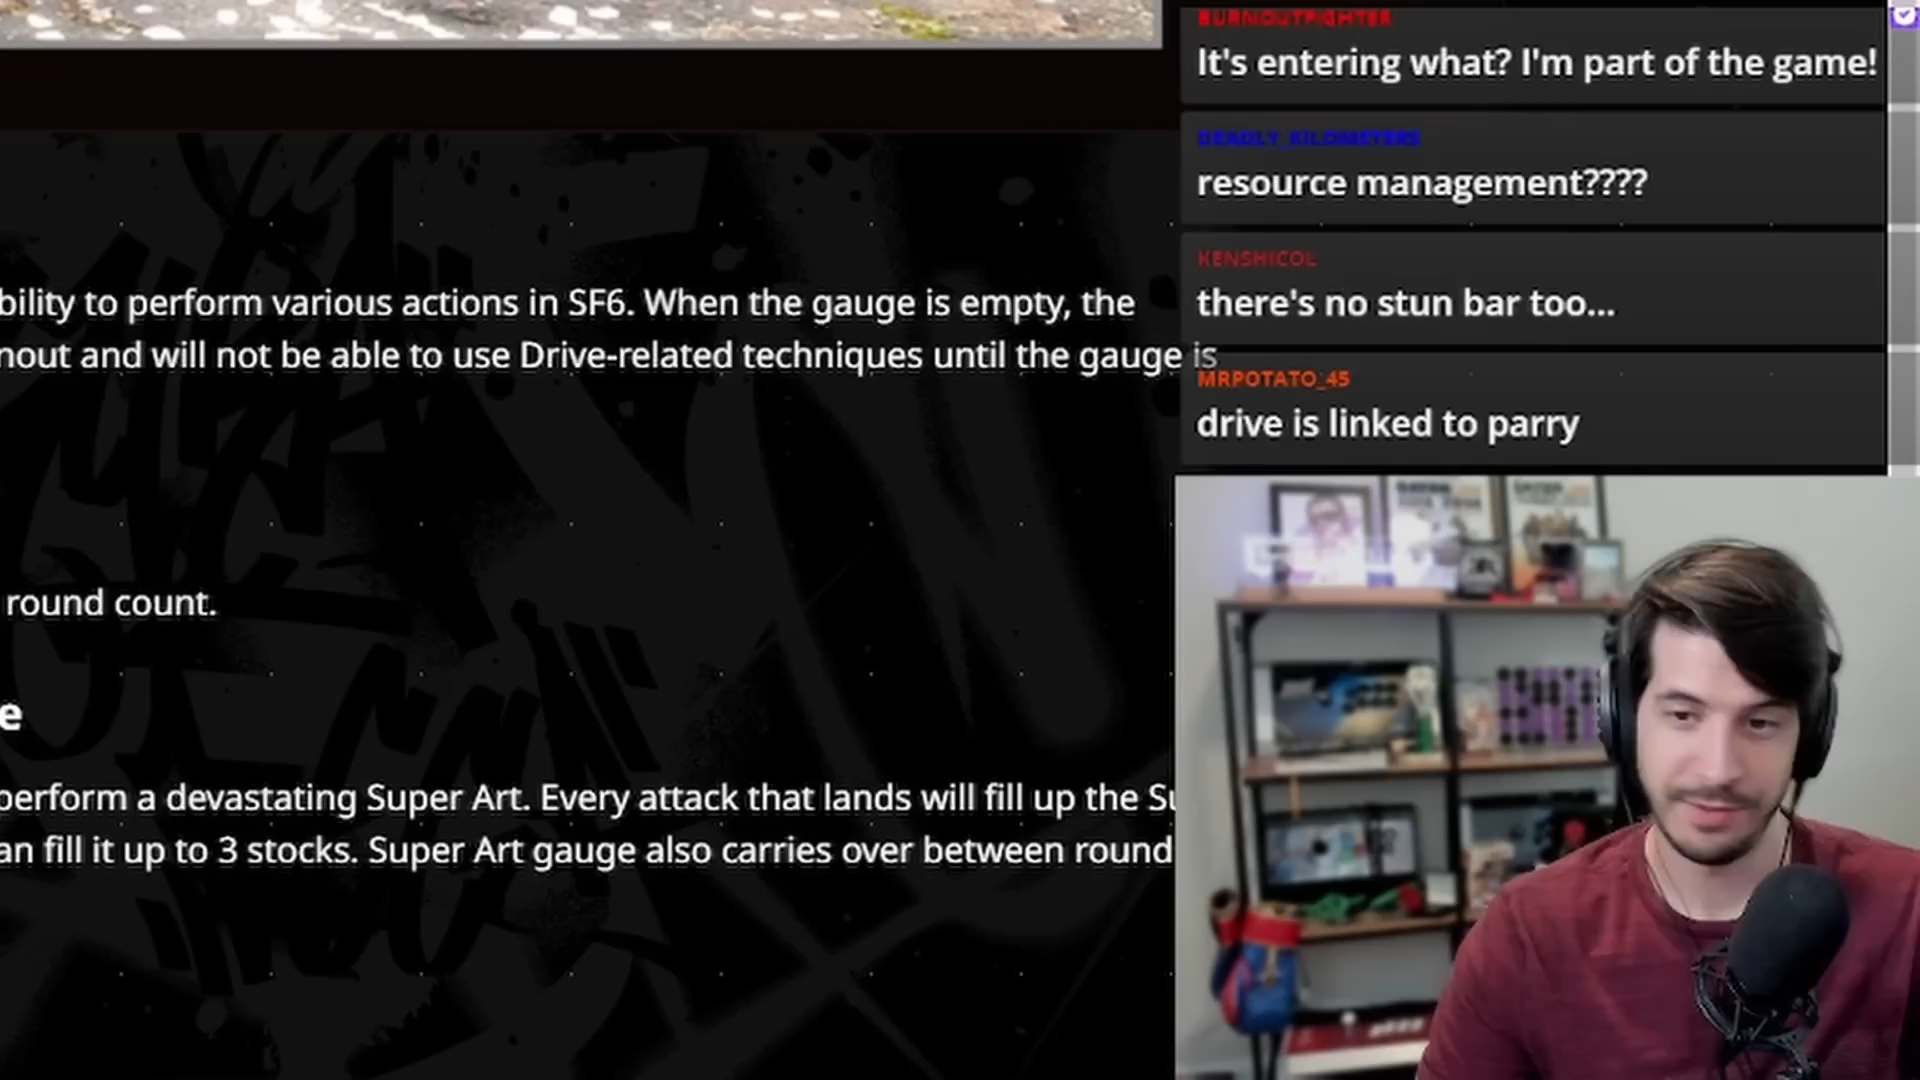 BURNOUTFIGHTER
It's entering what? I'm part of the game!
DEADLY_KILOMETERS
resource management????
KENSHICOL
there's no stun bar too...
MRPOTATO_45
drive is linked to parry
bility to perform various actions in SF6. When the gauge is empty, the
nout and will not be able to use Drive-related techniques until the gauge is
round count.
e
perform a devastating Super Art. Every attack that lands will fill up the Su
an fill it up to 3 stocks. Super Art gauge also carries over between round